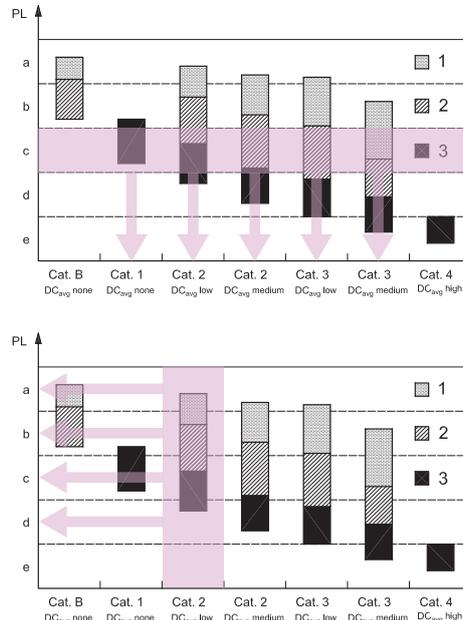 PL
a
1
b
2
c
3
d
e
Cat. B Cat. 1 Cat. 2 Cat. 2 Cat. 3 Cat. 3 Cat. 4
DCavg none DCavg none DCavg low DCavg medium DCavg low DCavg medium DCavg high
PL
a
1
b
2
c
3
d
e
Cat. B Cat. 1 Cat. 2 Cat. 2 Cat. 3 Cat. 3 Cat. 4
DCavg none DCavg none DCavg low DCavg medium DCavg low DCavg medium DCavg high